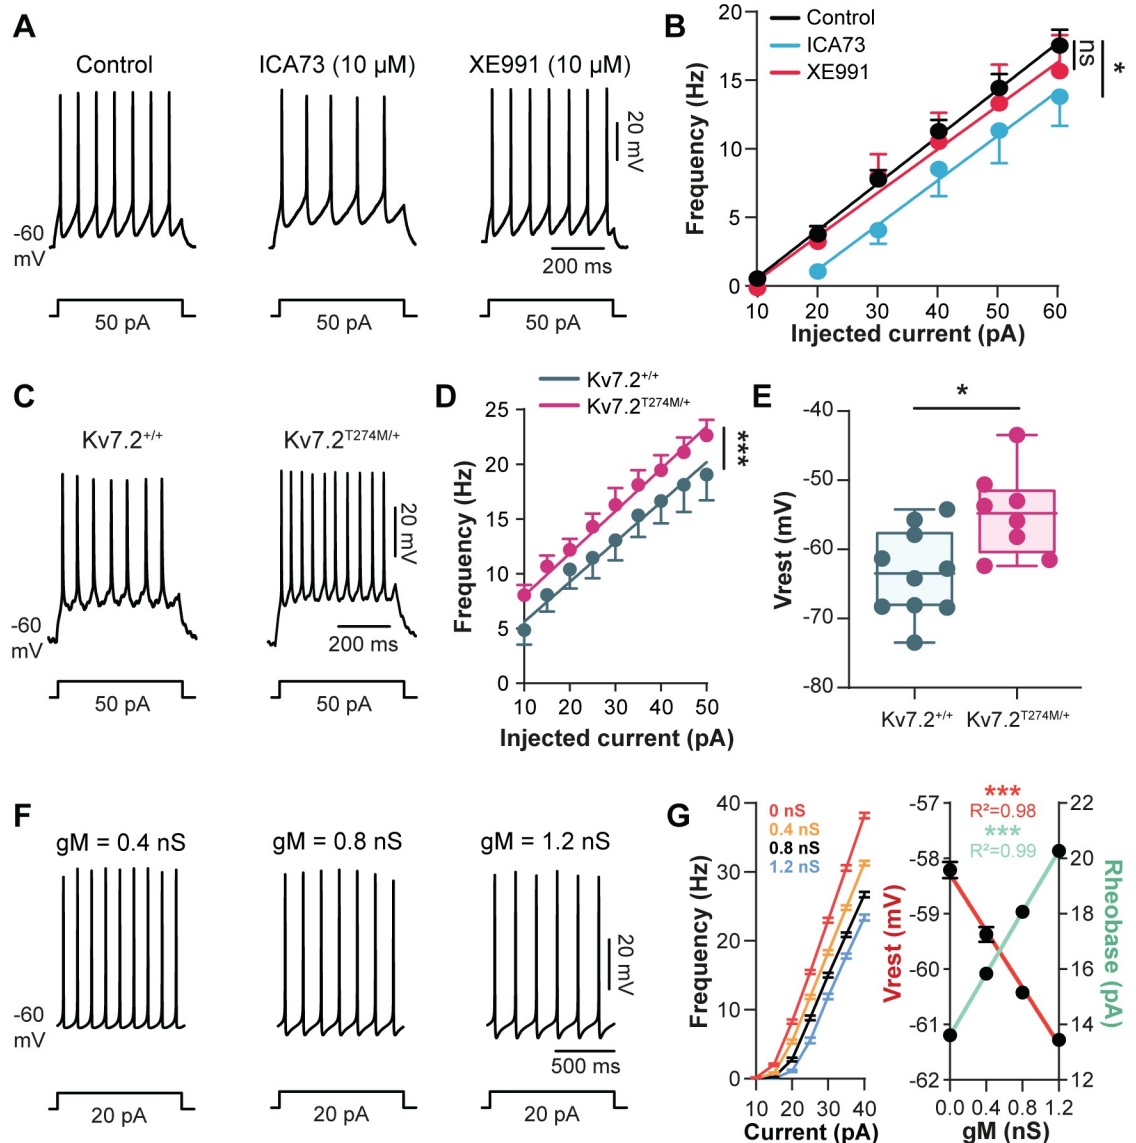 A
Control
ICA73 (10 µM)
XE991 (10 µM)
20 mV
-60
mV
200 ms
50 pA
50 pA
50 pA
B
Control
ICA73
XE991
Frequency (Hz)
20
15
10
5
0
10 20 30 40 50 60
Injected current (pA)
ns
*
C
Kv7.2+/+
Kv7.2T274M/+
20 mV
-60
mV
200 ms
50 pA
50 pA
D
Kv7.2+/+
Kv7.2T274M/+
Frequency (Hz)
25
20
15
10
5
0
10 20 30 40 50
Injected current (pA)
***
E
*
Vrest (mV)
-40
-50
-60
-70
-80
Kv7.2+/+ Kv7.2T274M/+
F
gM = 0.4 nS
gM = 0.8 nS
gM = 1.2 nS
20 mV
-60
mV
500 ms
20 pA
20 pA
20 pA
G
0 nS
0.4 nS
0.8 nS
1.2 nS
Frequency (Hz)
40
30
20
10
0
10 20 30 40
Current (pA)
***
R²=0.98
***
R²=0.99
Vrest (mV)
-57
-58
-59
-60
-61
-62
Rheobase (pA)
22
20
18
16
14
12
0.0 0.4 0.8 1.2
gM (nS)